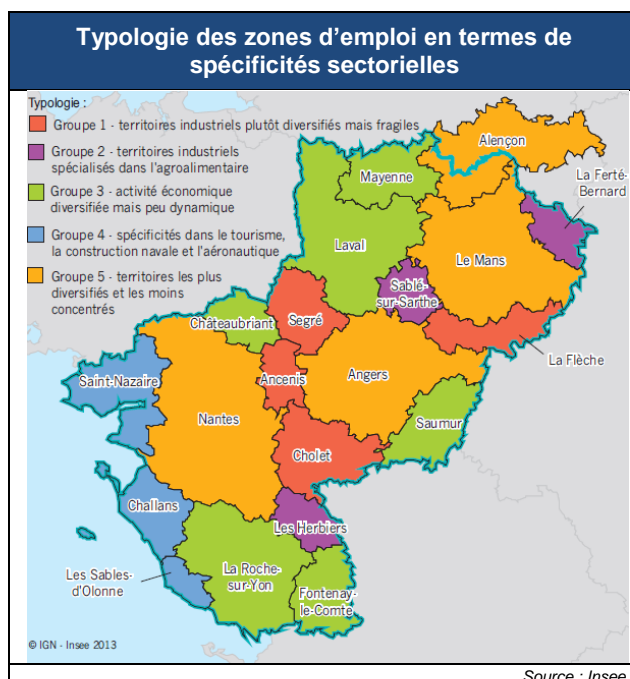 Typologie des zones d'emploi en termes de
spécificités sectorielles
Typologie :
Groupe 1 - territoires industriels plutôt diversifiés mais fragiles
Groupe 2 - territoires industriels
spécialisés dans l'agroalimentaire
Groupe 3 - activité économique
diversifiée mais peu dynamique
Groupe 4 - spécificités dans le tourisme,
la construction navale et l'aéronautique
Groupe 5 - territoires les plus
diversifiés et les moins
concentrés
Alençon
Mayenne
La Ferté-
Bernard
Laval
Le Mans
Sablé-
sur-Sarthe
Châteaubriant
Segré
La Flèche
Saint-Nazaire
Ancenis
Angers
Nantes
Saumur
Cholet
Challans
Les Herbiers
Les Sables-
d'Olonne
La Roche-
sur-Yon
Fontenay-
le-Comte
© IGN - Insee 2013
Source : Insee